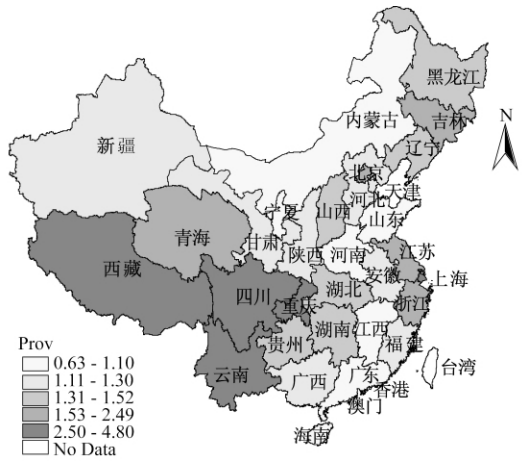 黑龙江
内蒙古
吉林
新疆
辽宁
N
北京
天津
河北
宁夏
山西
山东
青海
甘肃
陕西
河南
江苏
西藏
安徽
上海
四川
重庆
湖北
浙江
湖南
江西
贵州
福建
云南
台湾
广西
广东
香港
澳门
海南
Prov
0.63 - 1.10
1.11 - 1.30
1.31 - 1.52
1.53 - 2.49
2.50 - 4.80
No Data